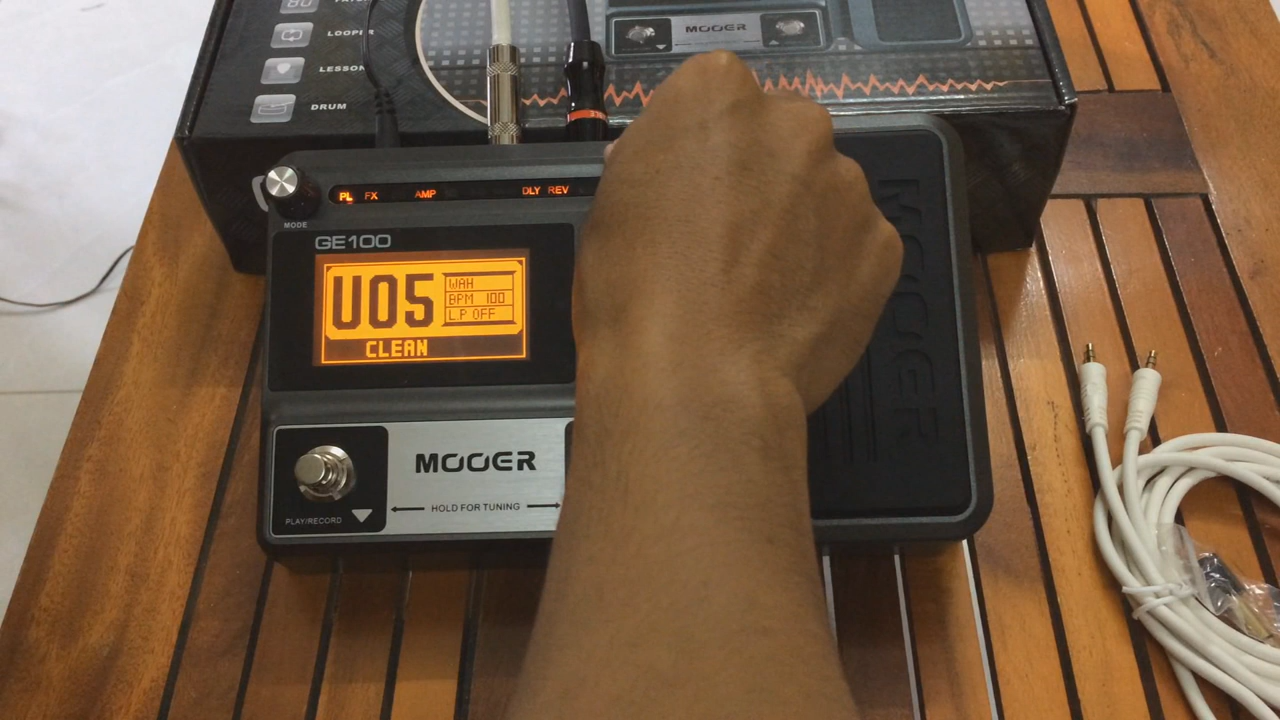 80
LOOPER
LESSON
DRUM
MOOER
PL FX AMP DLY REV
MODE
GE100
U05
WAH
BPM 100
L.P OFF
CLEAN
MOOER
HOLD FOR TUNING
PLAY/RECORD
MOOER